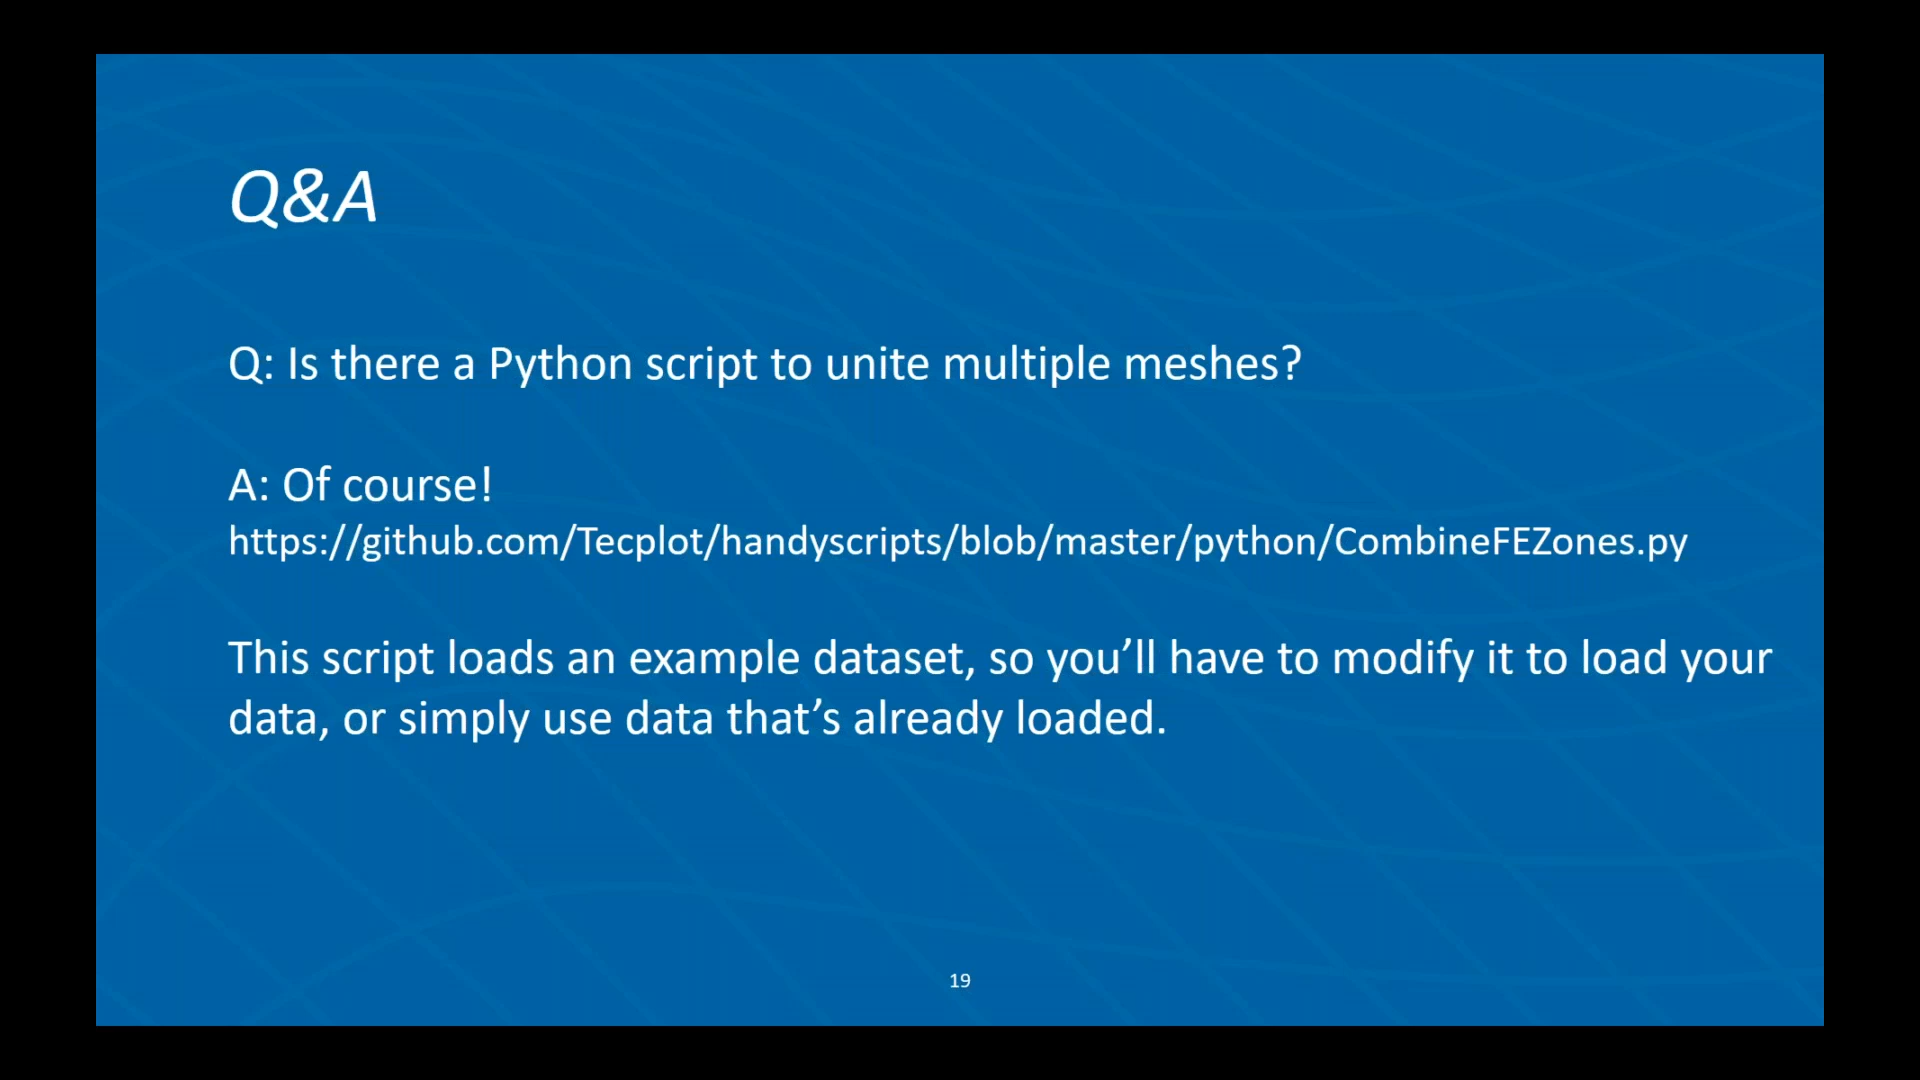 Q&A
Q: Is there a Python script to unite multiple meshes?
A: Of course!
https://github.com/Tecplot/handyscripts/blob/master/python/CombineFEZones.py
This script loads an example dataset, so you’ll have to modify it to load your
data, or simply use data that’s already loaded.
19